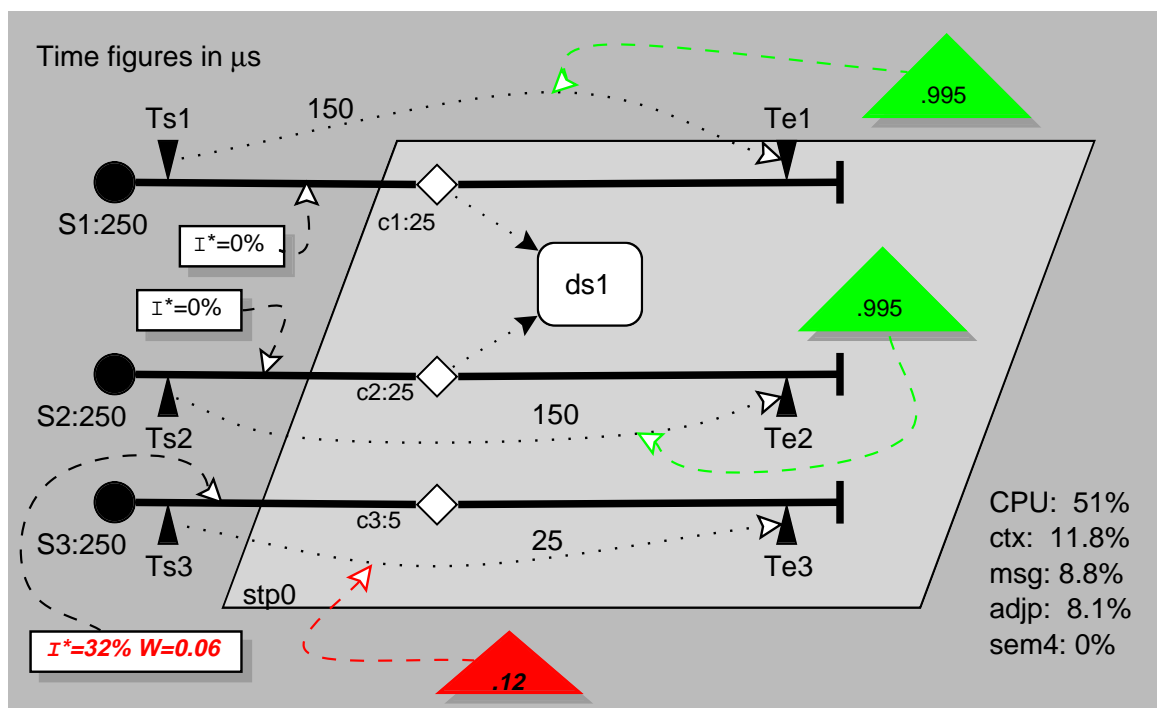 Time figures in μs
.995
150
Ts1
Te1
S1:250
c1:25
I*=0%
ds1
I*=0%
.995
c2:25
S2:250
Ts2
150
Te2
c3:5
S3:250
Ts3
25
Te3
CPU: 51%
ctx: 11.8%
msg: 8.8%
adjp: 8.1%
sem4: 0%
stp0
I*=32% W=0.06
.12